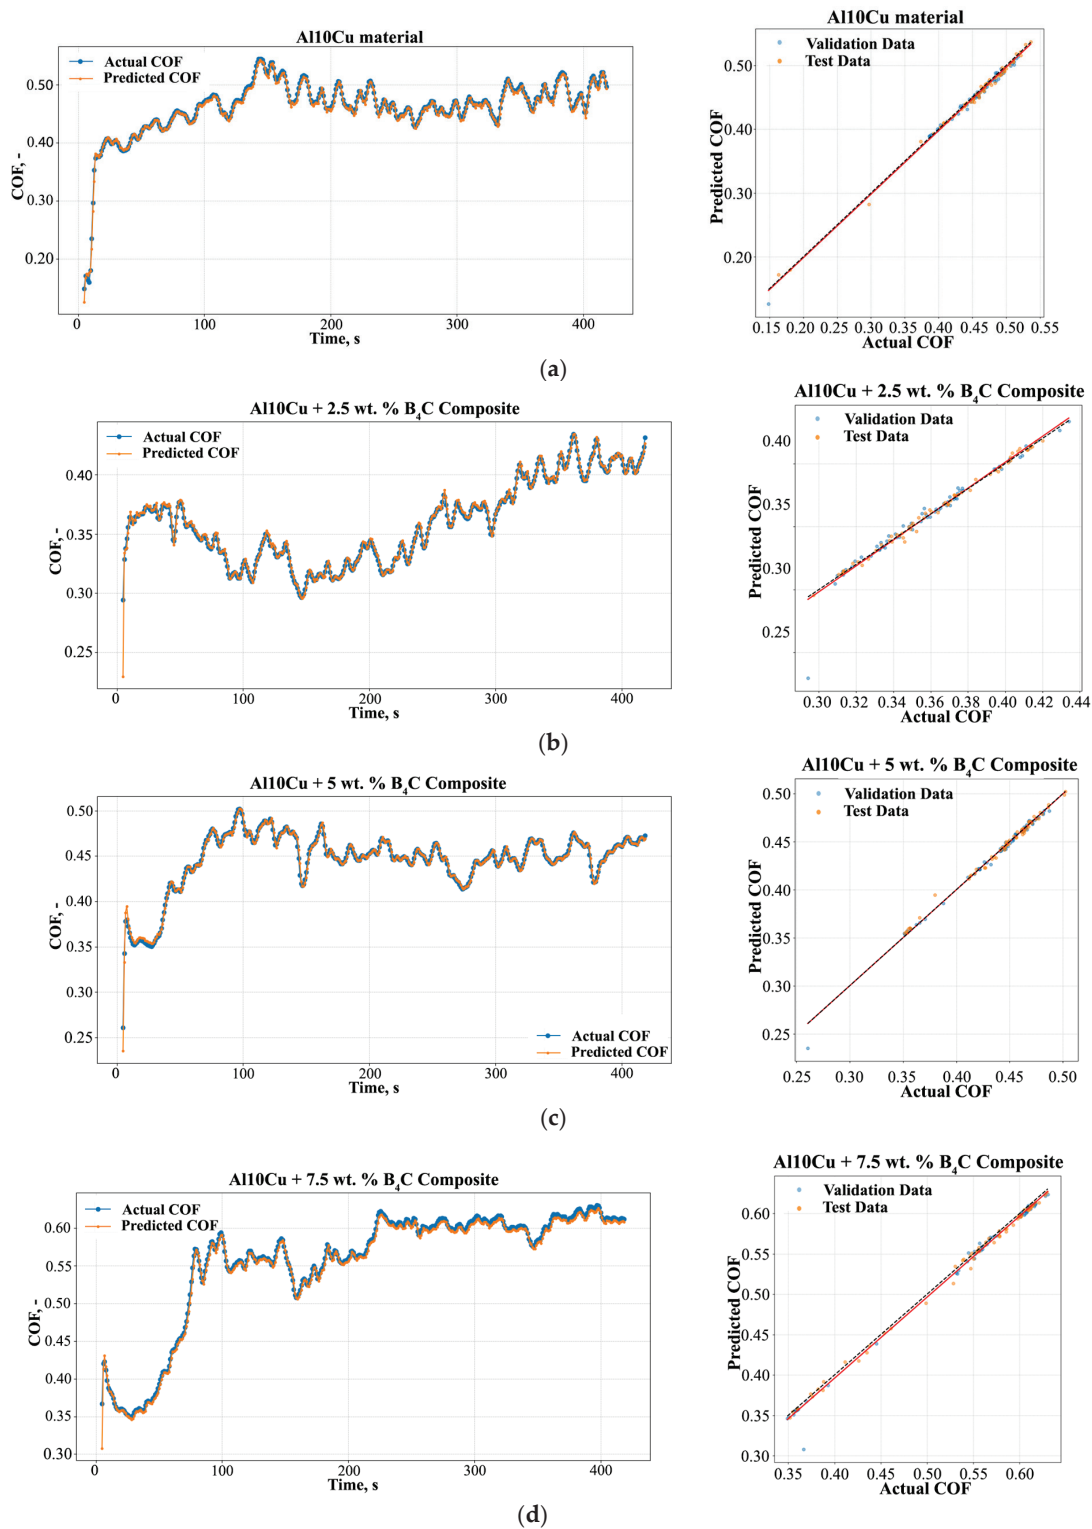 Al10Cu material
Actual COF
Predicted COF
COF, -
0.50
0.40
0.30
0.20
0 100 200 300 400
Time, s
Al10Cu material
Validation Data
Test Data
Predicted COF
0.50
0.40
0.30
0.20
0.15 0.20 0.25 0.30 0.35 0.40 0.45 0.50 0.55
Actual COF
(a)
Al10Cu + 2.5 wt. % B4C Composite
Actual COF
Predicted COF
COF,-
0.40
0.35
0.30
0.25
0 100 200 300 400
Time, s
Al10Cu + 2.5 wt. % B4C Composite
Validation Data
Test Data
Predicted COF
0.40
0.35
0.30
0.25
0.30 0.32 0.34 0.36 0.38 0.40 0.42 0.44
Actual COF
(b)
Al10Cu + 5 wt. % B4C Composite
COF, -
0.50
0.45
0.40
0.35
0.30
0.25
Actual COF
Predicted COF
0 100 200 300 400
Time, s
Al10Cu + 5 wt. % B4C Composite
Validation Data
Test Data
Predicted COF
0.50
0.45
0.40
0.35
0.30
0.25
0.25 0.30 0.35 0.40 0.45 0.50
Actual COF
(c)
Al10Cu + 7.5 wt. % B4C Composite
Actual COF
Predicted COF
COF, -
0.60
0.55
0.50
0.45
0.40
0.35
0.30
0 100 200 300 400
Time, s
Al10Cu + 7.5 wt. % B4C Composite
Validation Data
Test Data
Predicted COF
0.60
0.55
0.50
0.45
0.40
0.35
0.30
0.35 0.40 0.45 0.50 0.55 0.60
Actual COF
(d)